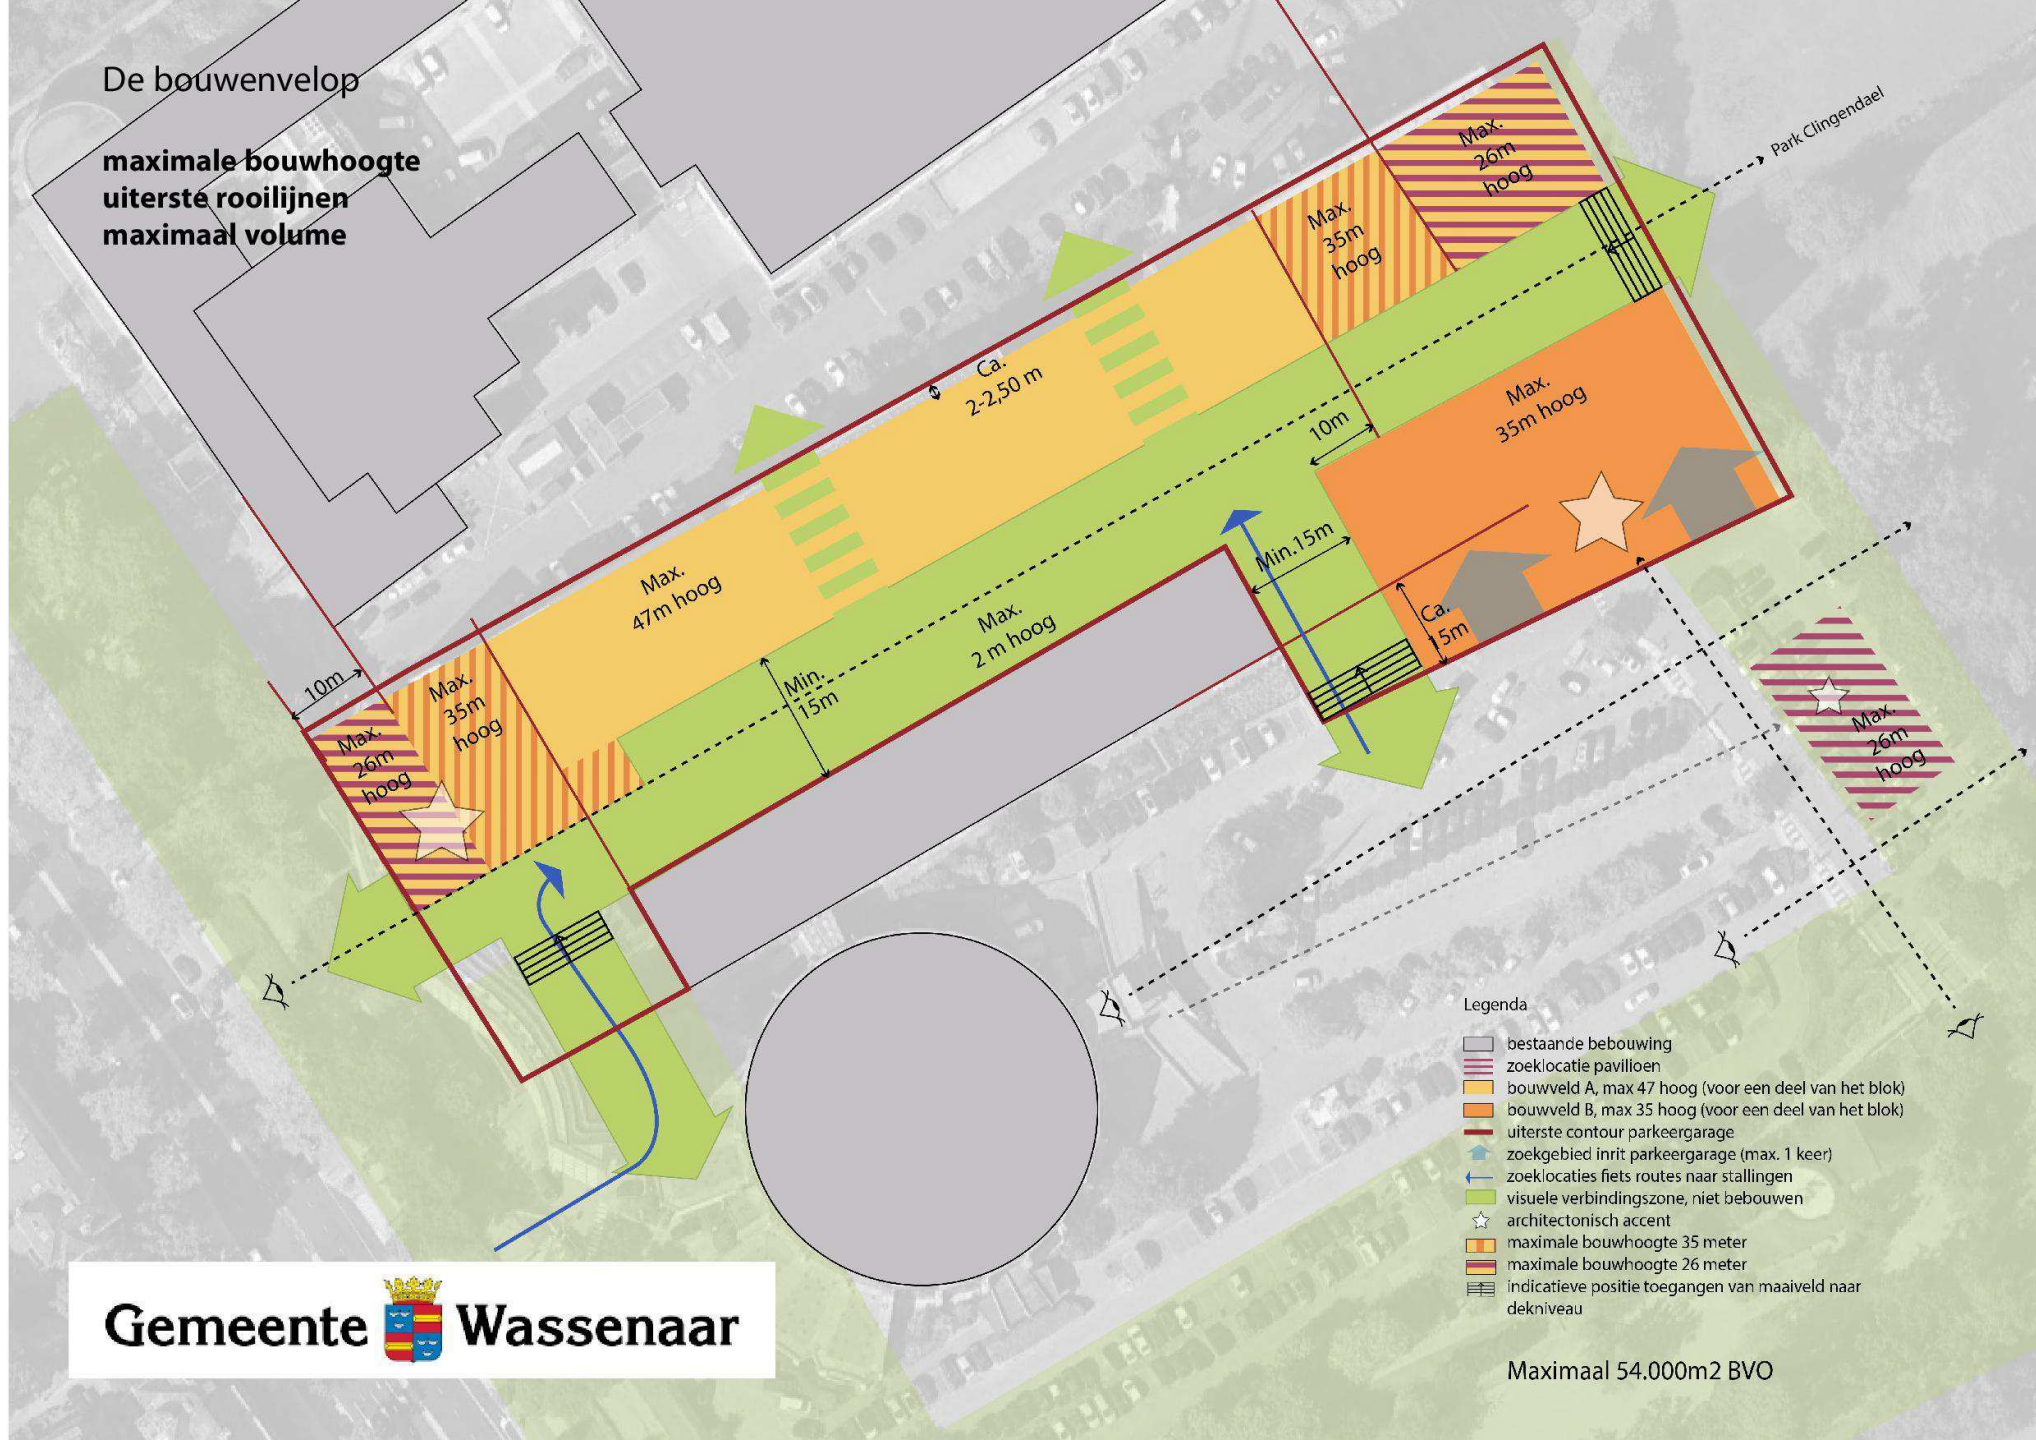 De bouwenvelop
maximale bouwhoogte
uiterste rooilijnen
maximaal volume
Park Clingendael
Max.
26m
hoog
Max.
35m
hoog
Ca.
2-2,50 m
Max.
35m hoog
10m
Min.15m
Ca.
15m
Max.
47m hoog
Max.
2 m hoog
Min.
15m
10m
Max.
35m
hoog
Max.
26m
hoog
Max.
26m
hoog
Legenda
bestaande bebouwing
zoeklocatie paviljoen
bouwveld A, max 47 hoog (voor een deel van het blok)
bouwveld B, max 35 hoog (voor een deel van het blok)
uiterste contour parkeergarage
zoekgebied inrit parkeergarage (max. 1 keer)
zoeklocaties fiets routes naar stallingen
visuele verbindingszone, niet bebouwen
architectonisch accent
maximale bouwhoogte 35 meter
maximale bouwhoogte 26 meter
indicatieve positie toegangen van maaiveld naar
dekniveau
Maximaal 54.000m2 BVO
Gemeente Wassenaar